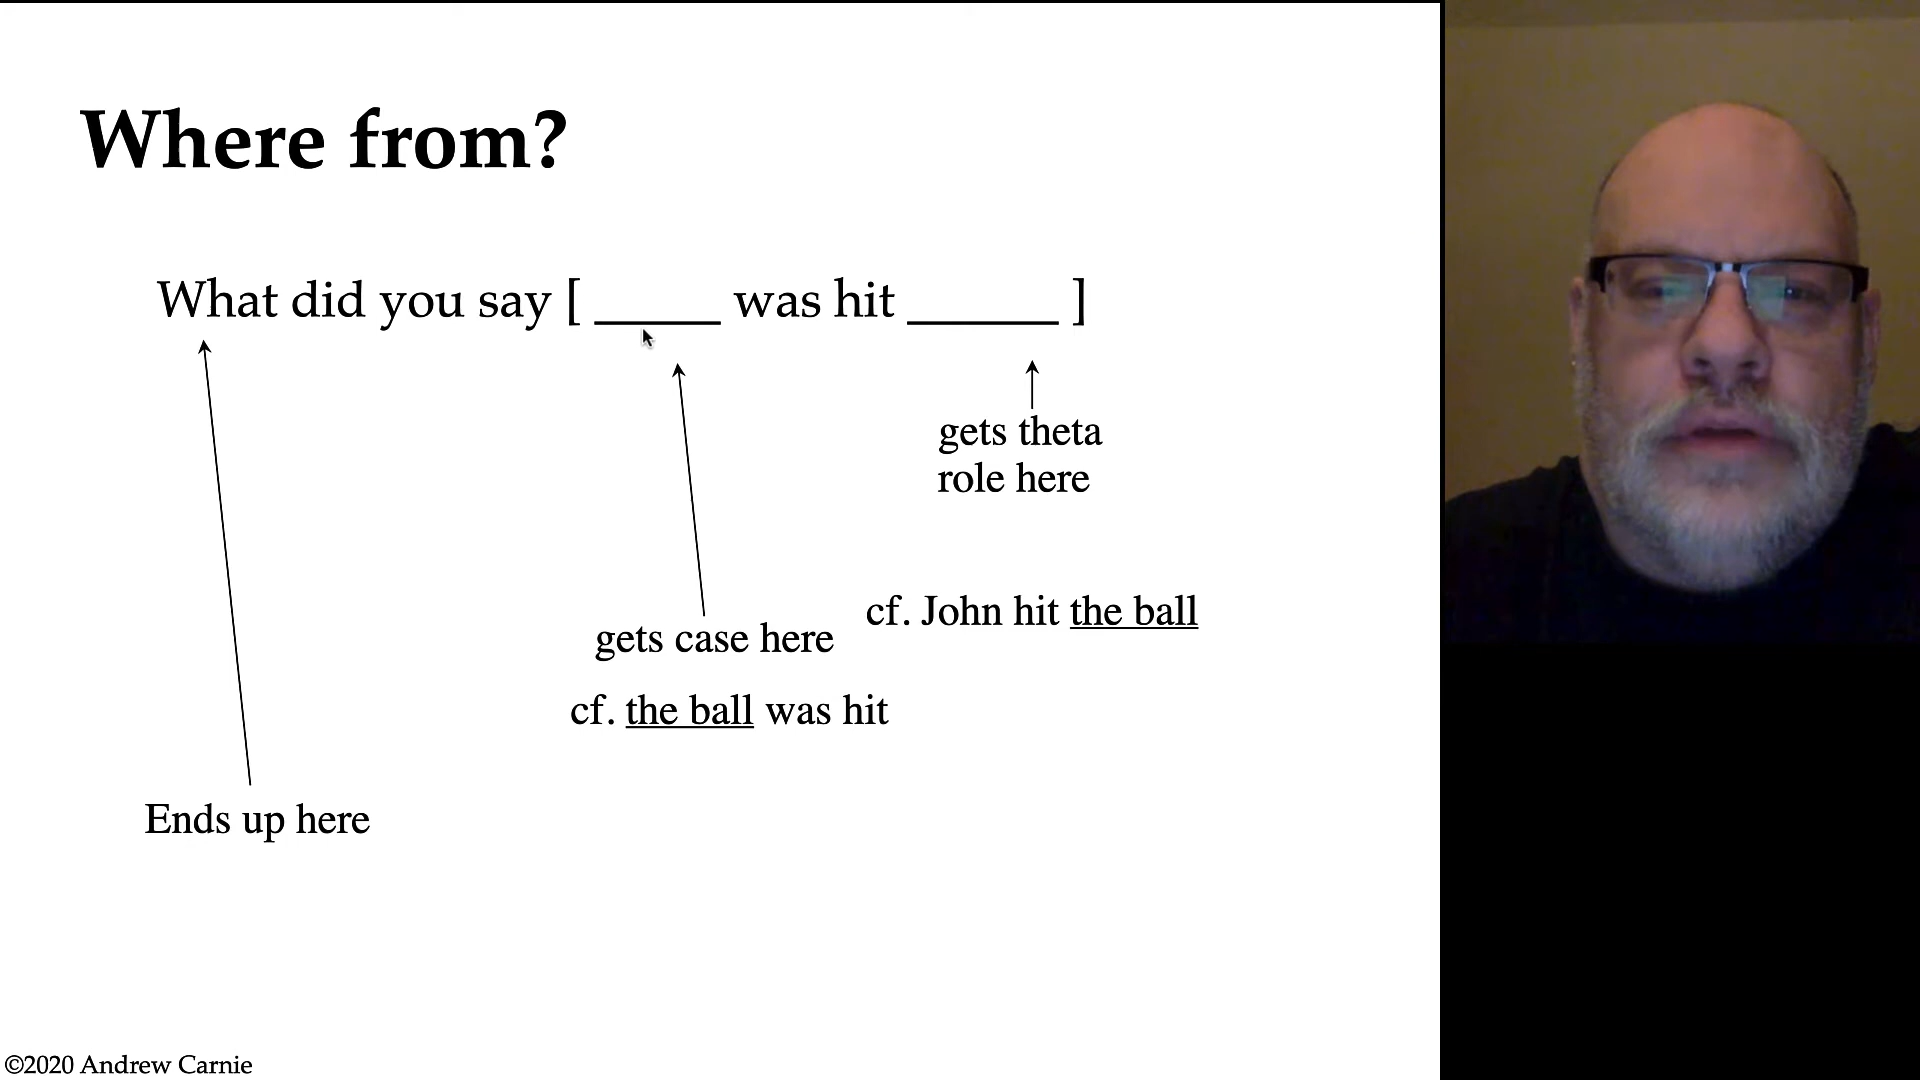 Where from?
What did you say [ _____ was hit ______ ]
gets theta
role here
cf. John hit the ball
gets case here
cf. the ball was hit
Ends up here
©2020 Andrew Carnie